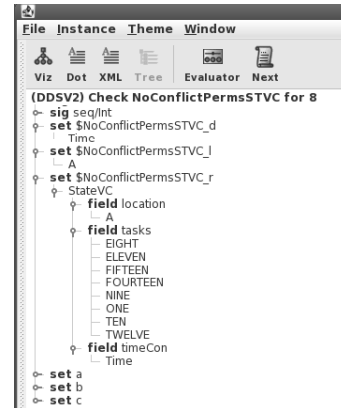 File Instance Theme Window
Viz Dot XML Tree Evaluator Next
(DDSV2) Check NoConflictPermsSTVC for 8
sig seq/Int
set $NoConflictPermsSTVC_d
Time
set $NoConflictPermsSTVC_l
A
set $NoConflictPermsSTVC_r
StateVC
field location
A
field tasks
EIGHT
ELEVEN
FIFTEEN
FOURTEEN
NINE
ONE
TEN
TWELVE
field timeCon
Time
set a
set b
set c